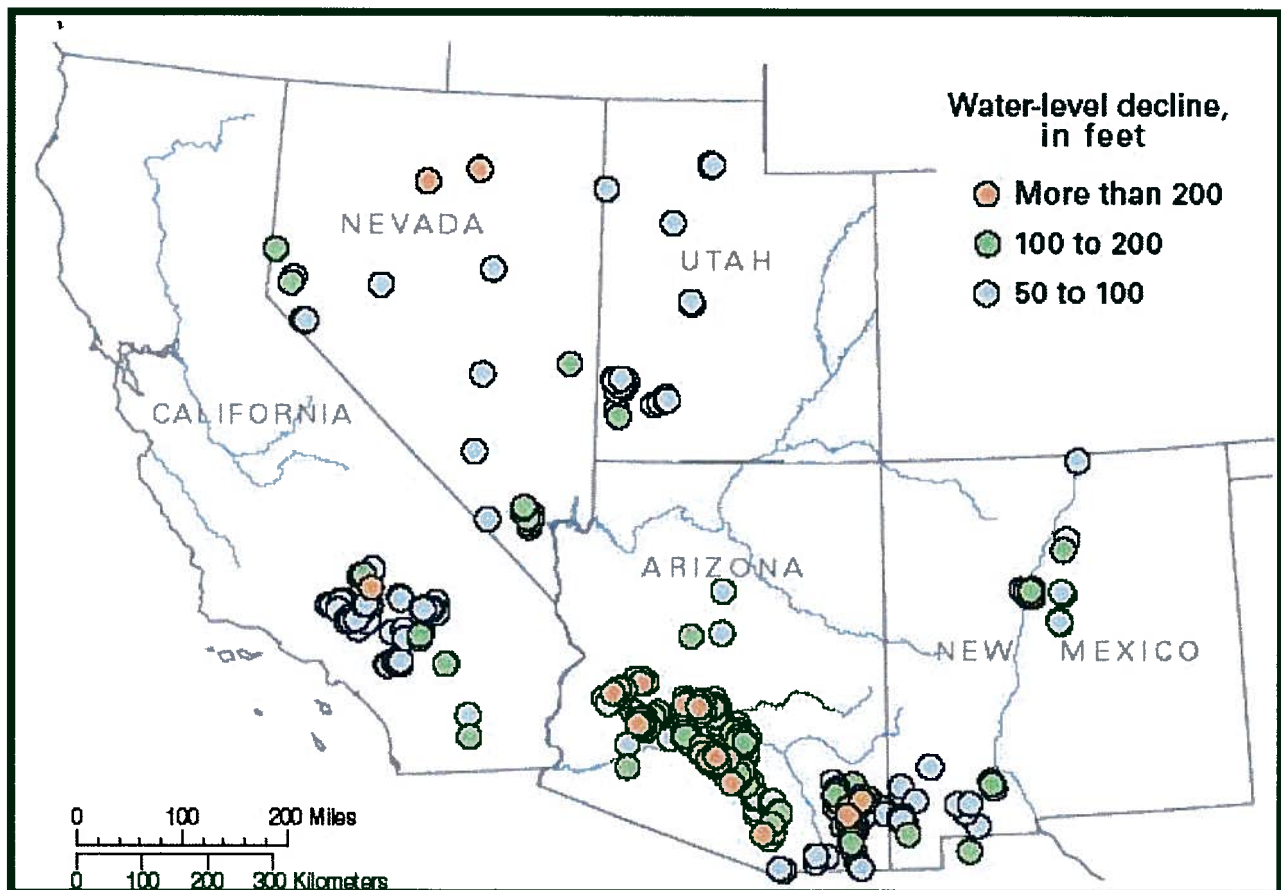 Water-level decline,
in feet
More than 200
100 to 200
50 to 100
NEVADA
UTAH
CALIFORNIA
ARIZONA
NEW MEXICO
0 100 200 Miles
0 100 200 300 Kilometers